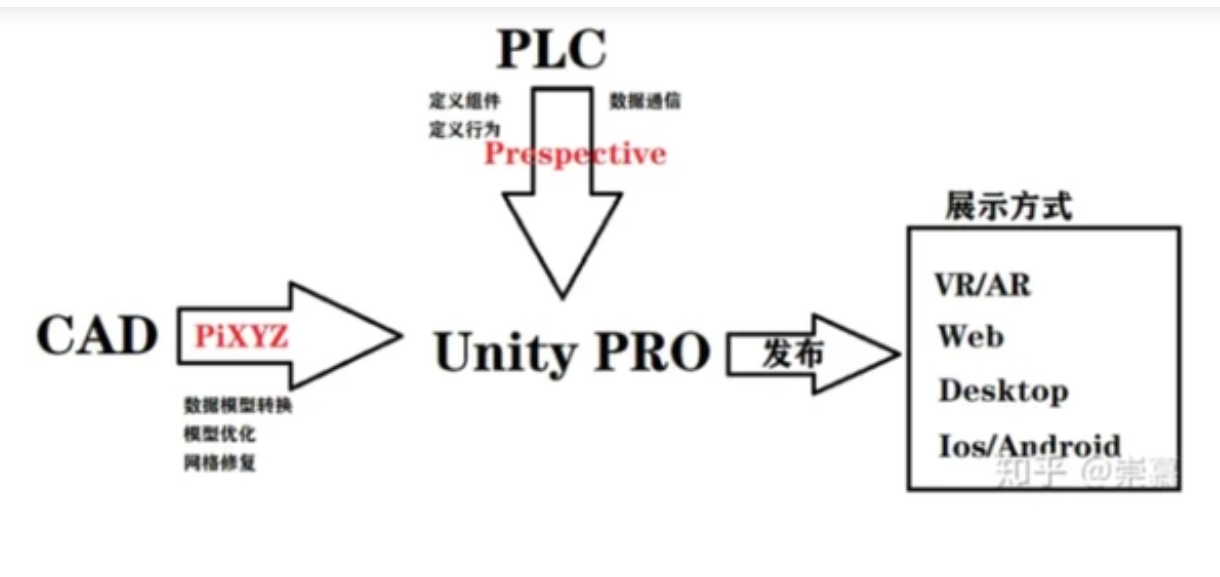 PLC
定义组件
数据通信
定义行为
Prespective
展示方式
VR/AR
CAD
PiXYZ
Unity PRO
发布
Web
Desktop
Ios/Android
数据模型转换
模型优化
网格修复
知乎 @崇慕